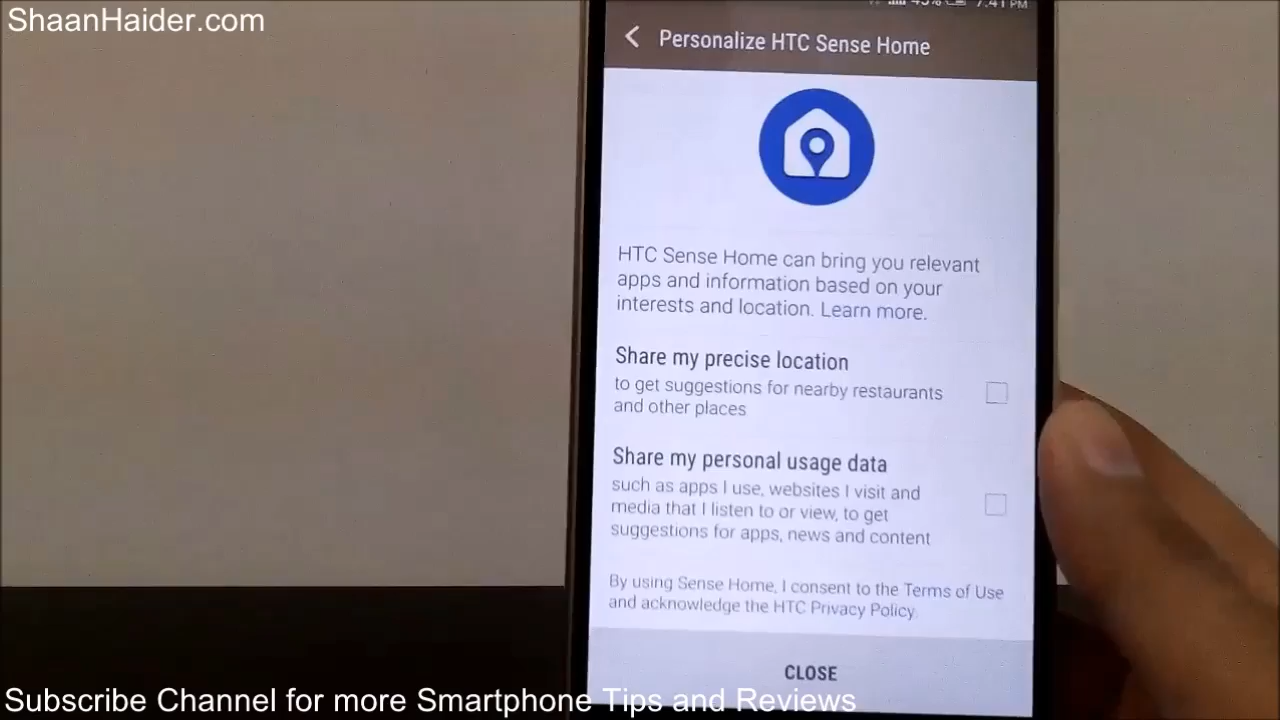 ShaanHaider.com
45% 7:41 PM
Personalize HTC Sense Home
HTC Sense Home can bring you relevant
apps and information based on your
interests and location. Learn more.
Share my precise location
to get suggestions for nearby restaurants
and other places
Share my personal usage data
such as apps I use, websites I visit and
media that I listen to or view, to get
suggestions for apps, news and content
By using Sense Home, I consent to the Terms of Use
and acknowledge the HTC Privacy Policy.
CLOSE
Subscribe Channel for more Smartphone Tips and Reviews